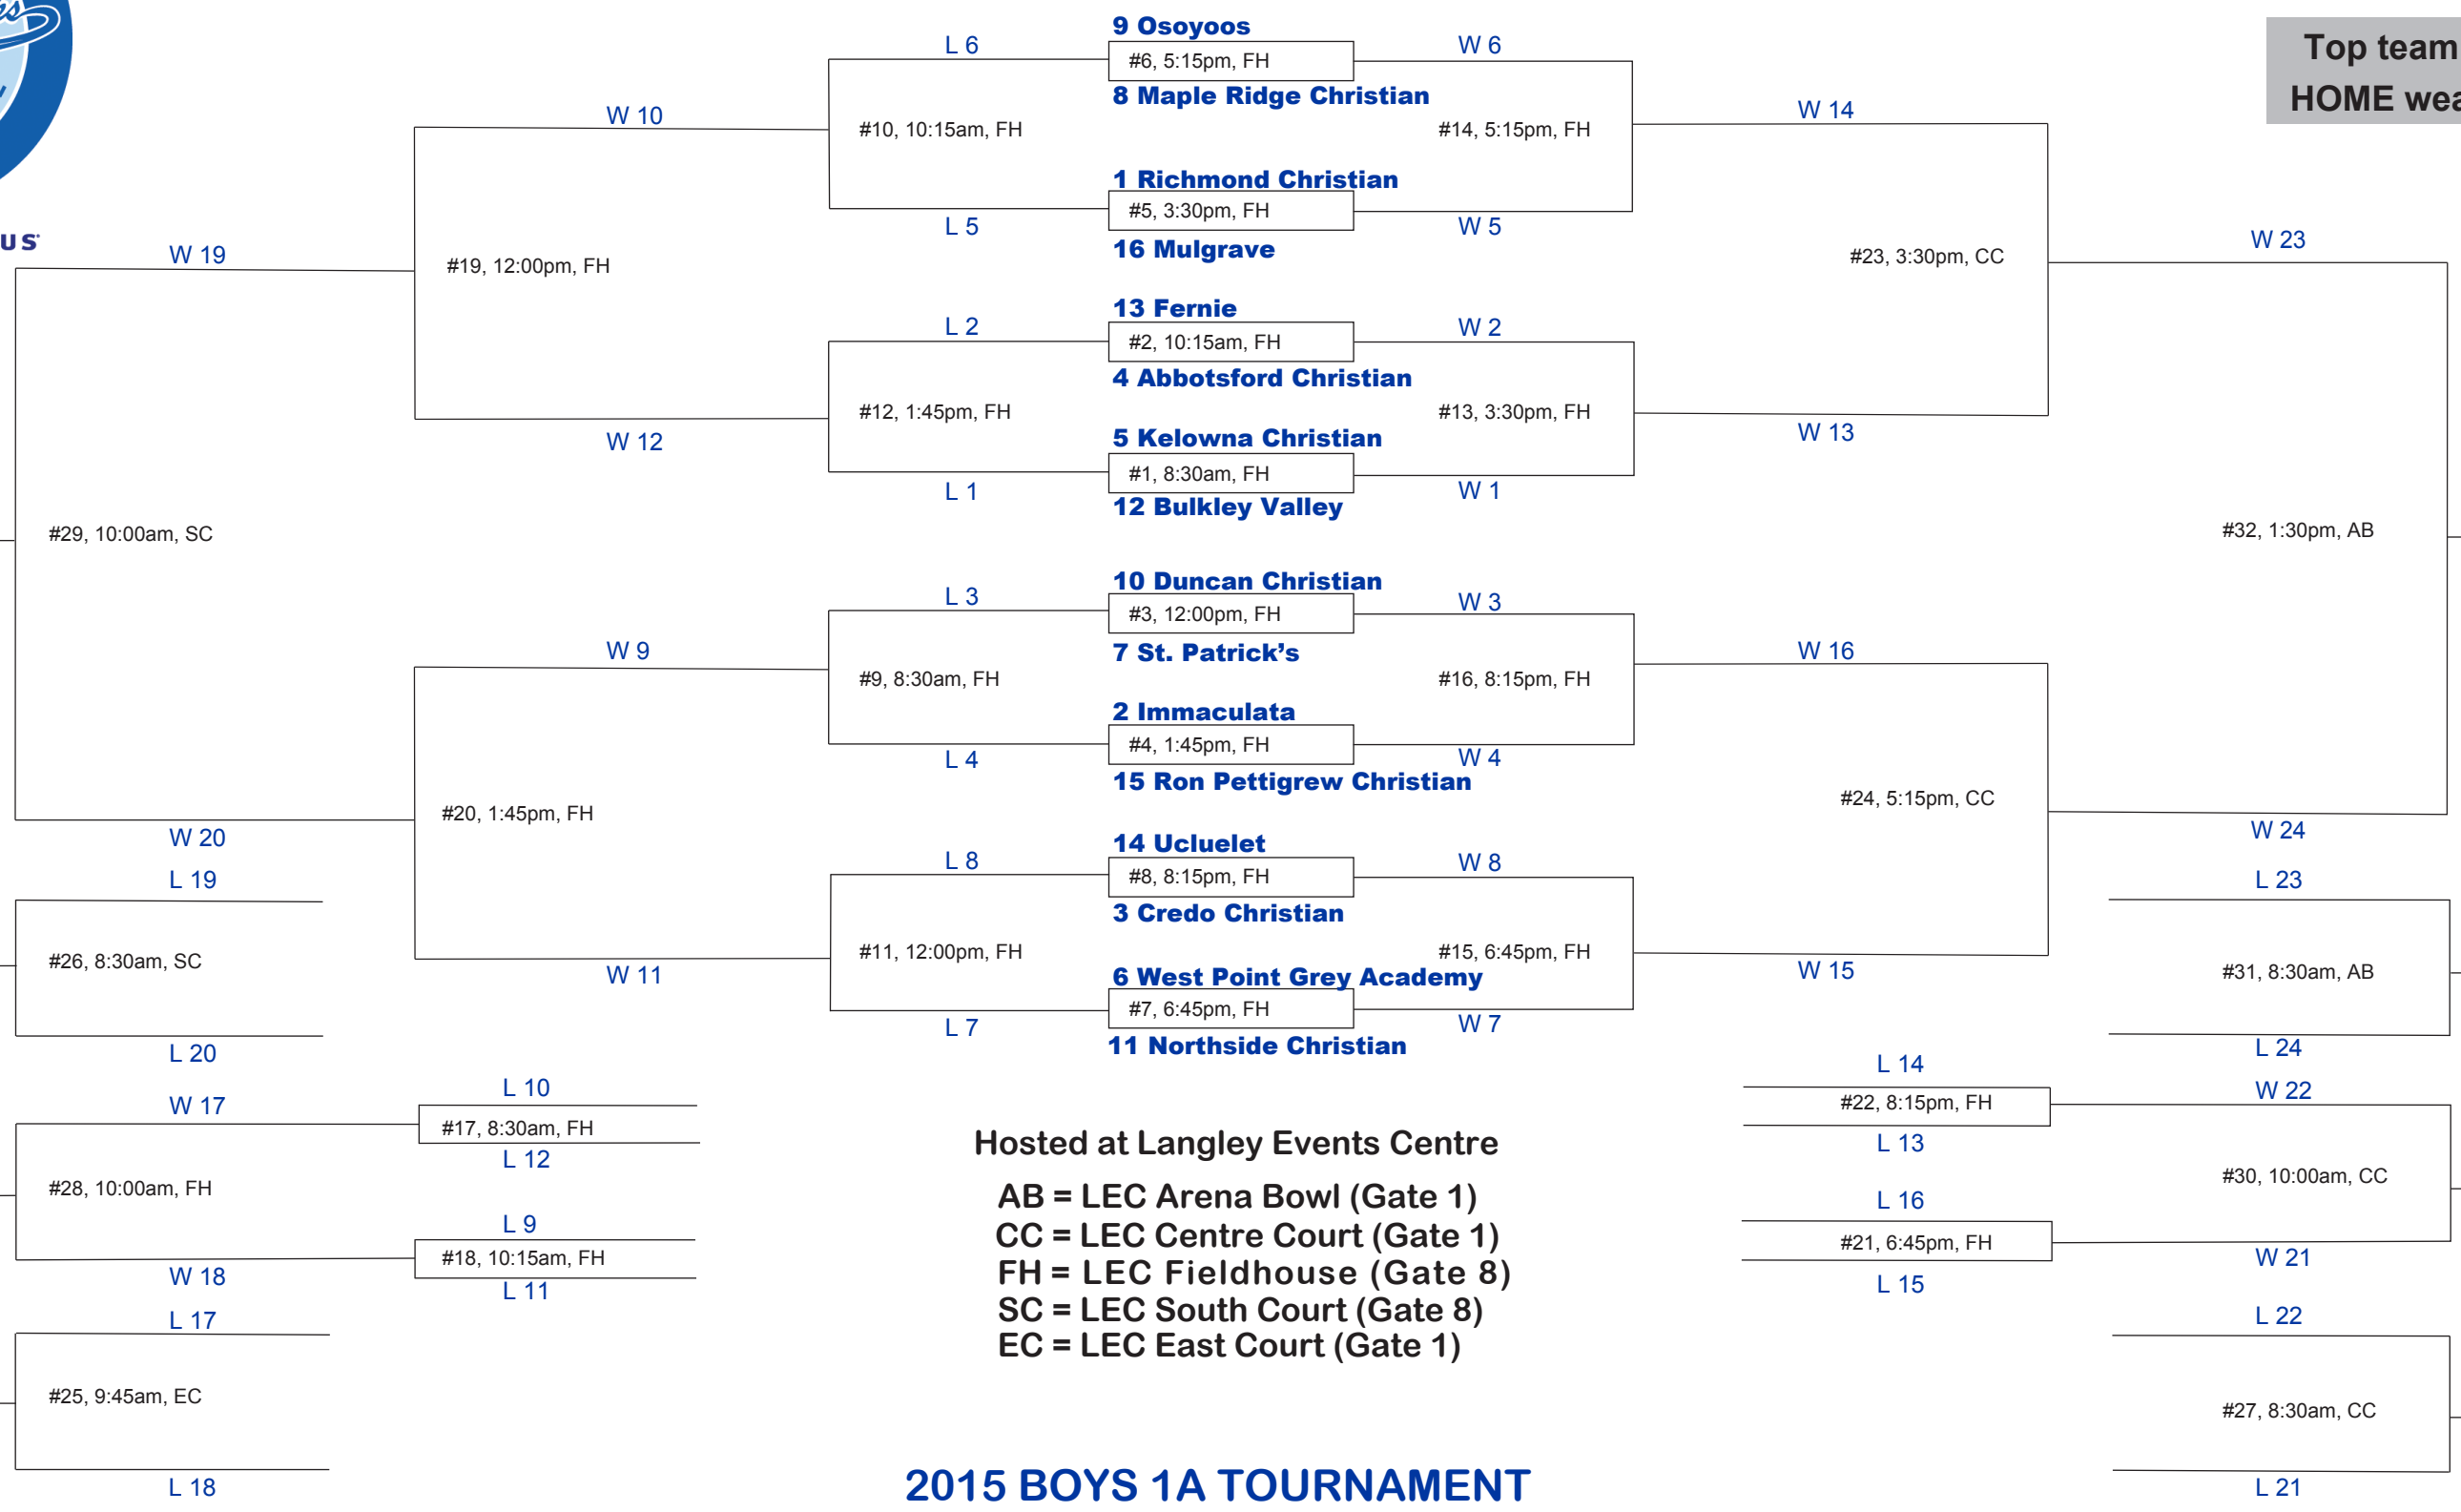 9 Osoyoos
L 6
W 6
#6, 5:15pm, FH
8 Maple Ridge Christian
Top team
HOME wea
W 10
W 14
#10, 10:15am, FH
#14, 5:15pm, FH
1 Richmond Christian
#5, 3:30pm, FH
L 5
W 5
16 Mulgrave
US
W 19
W 23
#19, 12:00pm, FH
#23, 3:30pm, CC
13 Fernie
L 2
W 2
#2, 10:15am, FH
4 Abbotsford Christian
#12, 1:45pm, FH
#13, 3:30pm, FH
W 12
W 13
5 Kelowna Christian
#1, 8:30am, FH
L 1
W 1
12 Bulkley Valley
#29, 10:00am, SC
#32, 1:30pm, AB
10 Duncan Christian
L 3
W 3
#3, 12:00pm, FH
7 St. Patrick’s
W 9
W 16
#9, 8:30am, FH
#16, 8:15pm, FH
2 Immaculata
#4, 1:45pm, FH
L 4
W 4
15 Ron Pettigrew Christian
#20, 1:45pm, FH
#24, 5:15pm, CC
W 20
W 24
14 Ucluelet
L 8
W 8
#8, 8:15pm, FH
L 19
L 23
3 Credo Christian
#11, 12:00pm, FH
#15, 6:45pm, FH
#26, 8:30am, SC
W 11
W 15
#31, 8:30am, AB
6 West Point Grey Academy
#7, 6:45pm, FH
L 7
W 7
11 Northside Christian
L 20
L 24
L 10
L 14
W 17
W 22
#17, 8:30am, FH
#22, 8:15pm, FH
L 12
L 13
Hosted at Langley Events Centre
#28, 10:00am, FH
#30, 10:00am, CC
AB = LEC Arena Bowl (Gate 1)
L 9
L 16
CC = LEC Centre Court (Gate 1)
#18, 10:15am, FH
#21, 6:45pm, FH
FH = LEC Fieldhouse (Gate 8)
W 18
W 21
L 11
L 15
SC = LEC South Court (Gate 8)
L 17
L 22
EC = LEC East Court (Gate 1)
#25, 9:45am, EC
#27, 8:30am, CC
L 18
L 21
2015 BOYS 1A TOURNAMENT